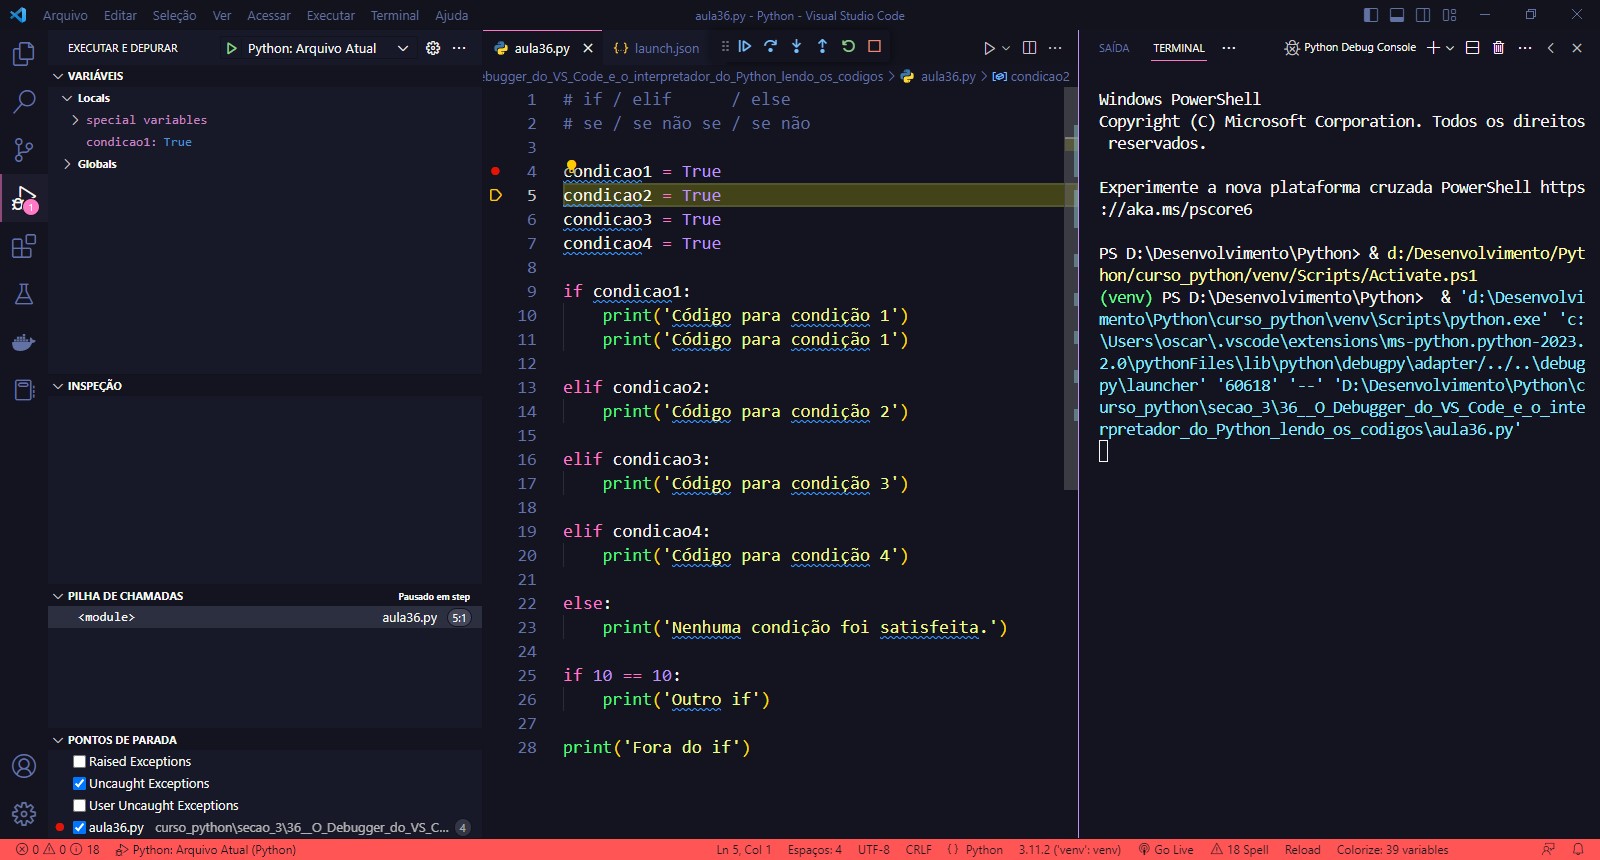 Arquivo Editar Seleção Ver Acessar Executar Terminal Ajuda
aula36.py - Python - Visual Studio Code
EXECUTAR E DEPURAR
Python: Arquivo Atual
VARIÁVEIS
Locals
special variables
condicao1: True
Globals
INSPEÇÃO
PILHA DE CHAMADAS Pausado em step
<module> aula36.py 5:1
PONTOS DE PARADA
Raised Exceptions
Uncaught Exceptions
User Uncaught Exceptions
aula36.py curso_python\secao_3\36__O_Debugger_do_VS_C... 4
1
aula36.py
launch.json
ebugger_do_VS_Code_e_o_interpretador_do_Python_lendo_os_codigos > aula36.py > condicao2
1 # if / elif      / else
2 # se / se não se / se não
3
4 condicao1 = True
5 condicao2 = True
6 condicao3 = True
7 condicao4 = True
8
9 if condicao1:
10     print('Código para condição 1')
11     print('Código para condição 1')
12
13 elif condicao2:
14     print('Código para condição 2')
15
16 elif condicao3:
17     print('Código para condição 3')
18
19 elif condicao4:
20     print('Código para condição 4')
21
22 else:
23     print('Nenhuma condição foi satisfeita.')
24
25 if 10 == 10:
26     print('Outro if')
27
28 print('Fora do if')
SAÍDA TERMINAL
Python Debug Console
Windows PowerShell
Copyright (C) Microsoft Corporation. Todos os direitos
reservados.
Experimente a nova plataforma cruzada PowerShell https
://aka.ms/pscore6
PS D:\Desenvolvimento\Python> & d:/Desenvolvimento/Pyt
hon/curso_python/venv/Scripts/Activate.ps1
(venv) PS D:\Desenvolvimento\Python>  & 'd:\Desenvolvi
mento\Python\curso_python\venv\Scripts\python.exe' 'c:
\Users\oscar\.vscode\extensions\ms-python.python-2023.
2.0\pythonFiles\lib\python\debugpy\adapter/../..\debug
py\launcher' '60618' '--' 'D:\Desenvolvimento\Python\c
urso_python\secao_3\36__O_Debugger_do_VS_Code_e_o_inte
rpretador_do_Python_lendo_os_codigos\aula36.py'
0 0 18 Python: Arquivo Atual (Python)
Ln 5, Col 1 Espaços: 4 UTF-8 CRLF Python 3.11.2 ('venv': venv) Go Live 18 Spell Reload Colorize: 39 variables